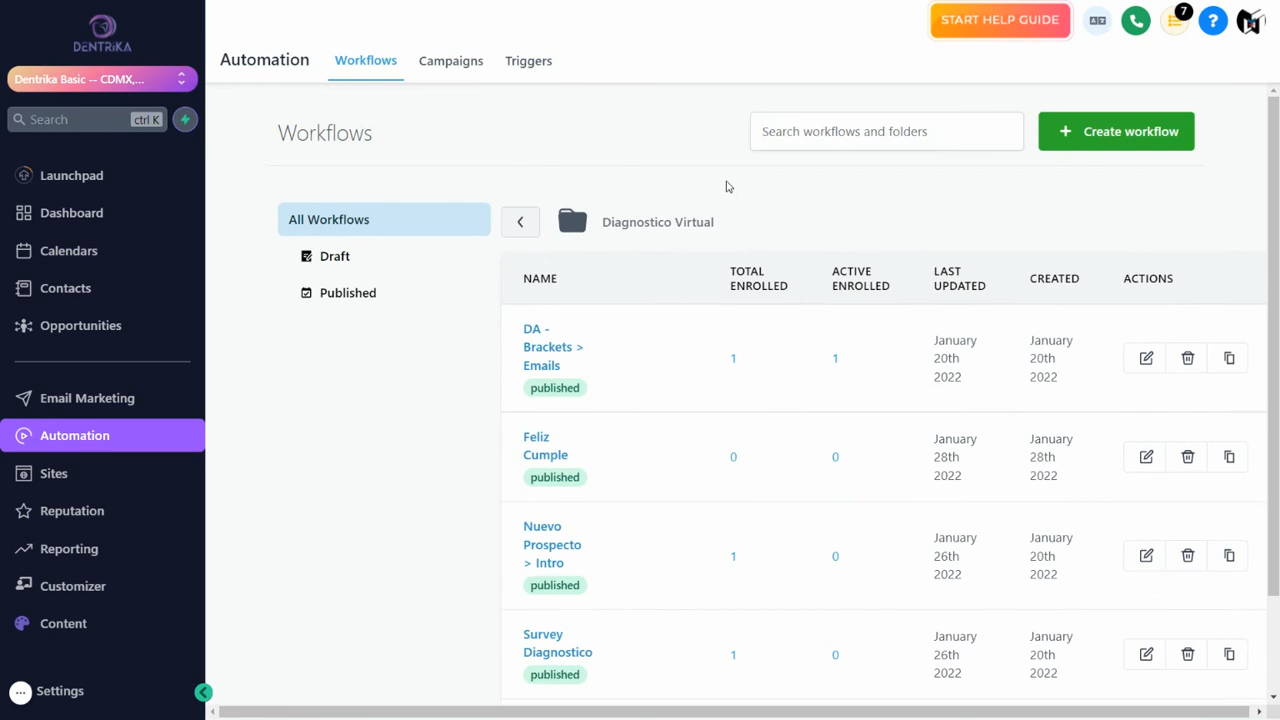 DENTRIKA
Dentrika Basic -- CDMX,...
Search ctrl K
Launchpad
Dashboard
Calendars
Contacts
Opportunities
Email Marketing
Automation
Sites
Reputation
Reporting
Customizer
Content
Settings
START HELP GUIDE
7
?
Automation
Workflows
Campaigns
Triggers
Workflows
Search workflows and folders
+ Create workflow
All Workflows
Draft
Published
Diagnostico Virtual
NAME
TOTAL
ENROLLED
ACTIVE
ENROLLED
LAST
UPDATED
CREATED
ACTIONS
DA -
Brackets >
Emails
published
1
1
January
20th
2022
January
20th
2022
Feliz
Cumple
published
0
0
January
28th
2022
January
28th
2022
Nuevo
Prospecto
> Intro
published
1
0
January
26th
2022
January
20th
2022
Survey
Diagnostico
published
1
0
January
26th
2022
January
20th
2022